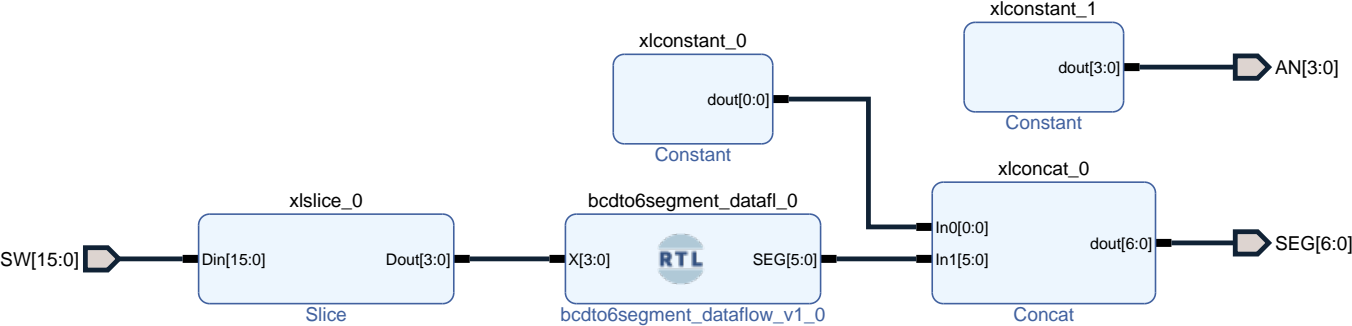 xlconstant_1
dout[3:0]
AN[3:0]
Constant
xlconstant_0
dout[0:0]
Constant
xlslice_0
SW[15:0]
Din[15:0]
Dout[3:0]
Slice
bcdto6segment_datafl_0
X[3:0]
RTL
SEG[5:0]
bcdto6segment_dataflow_v1_0
xlconcat_0
In0[0:0]
In1[5:0]
dout[6:0]
Concat
SEG[6:0]